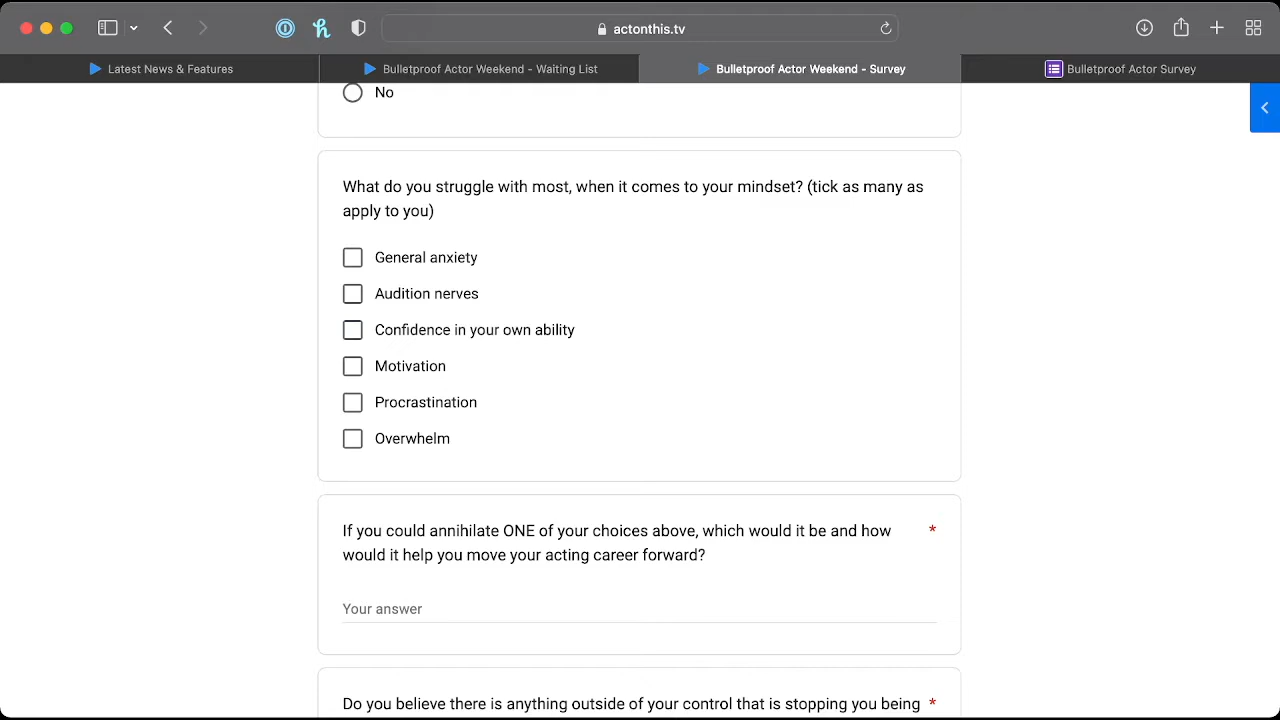 actonthis.tv
Latest News & Features
Bulletproof Actor Weekend - Waiting List
Bulletproof Actor Weekend - Survey
Bulletproof Actor Survey
No
What do you struggle with most, when it comes to your mindset? (tick as many as
apply to you)
General anxiety
Audition nerves
Confidence in your own ability
Motivation
Procrastination
Overwhelm
If you could annihilate ONE of your choices above, which would it be and how *
would it help you move your acting career forward?
Your answer
Do you believe there is anything outside of your control that is stopping you being *